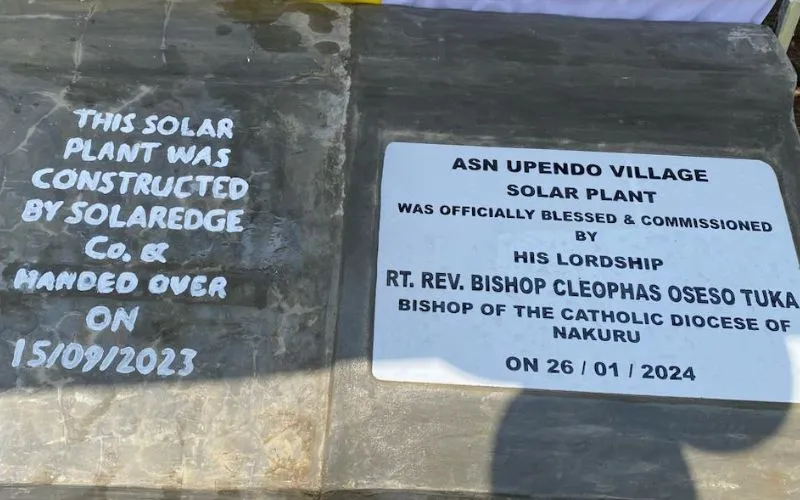 THIS SOLAR
PLANT WAS
CONSTRUCTED
BY SOLAREDGE
Co. &
HANDED OVER
ON
15/09/2023
ASN UPENDO VILLAGE
SOLAR PLANT
WAS OFFICIALLY BLESSED & COMMISSIONED
BY
HIS LORDSHIP
RT. REV. BISHOP CLEOPHAS OSESO TUKA
BISHOP OF THE CATHOLIC DIOCESE OF
NAKURU
ON 26 / 01 / 2024